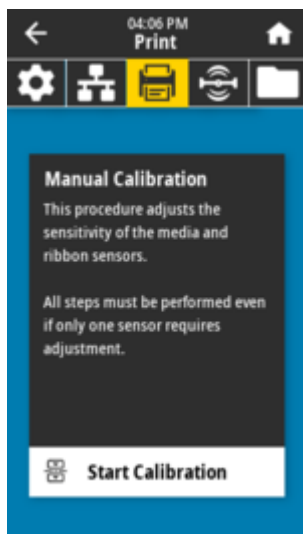 04:06 PM
Print
Manual Calibration
This procedure adjusts the
sensitivity of the media and
ribbon sensors.
All steps must be performed even
if only one sensor requires
adjustment.
Start Calibration